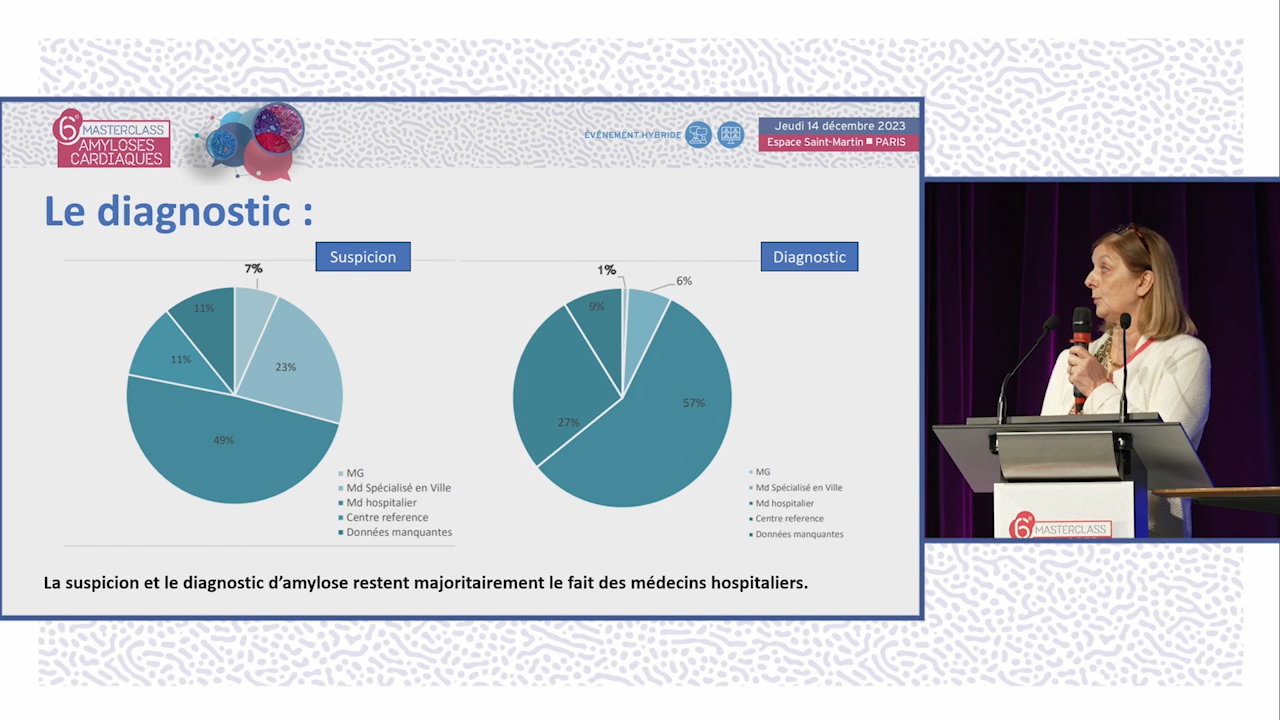 6e MASTERCLASS
AMYLOSES
CARDIAQUES
ÉVÉNEMENT HYBRIDE
Jeudi 14 décembre 2023
Espace Saint-Martin ■ PARIS
Le diagnostic :
Suspicion
7%
23%
49%
11%
11%
MG
Md Spécialisé en Ville
Md hospitalier
Centre reference
Données manquantes
Diagnostic
1%
6%
57%
27%
9%
MG
Md Spécialisé en Ville
Md hospitalier
Centre reference
Données manquantes
La suspicion et le diagnostic d’amylose restent majoritairement le fait des médecins hospitaliers.
6e MASTERCLASS